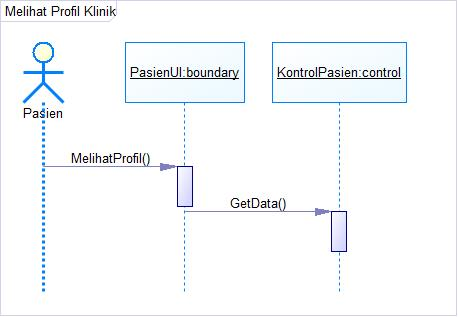 Melihat Profil Klinik
PasienUI:boundary
KontrolPasien:control
Pasien
MelihatProfil()
GetData()